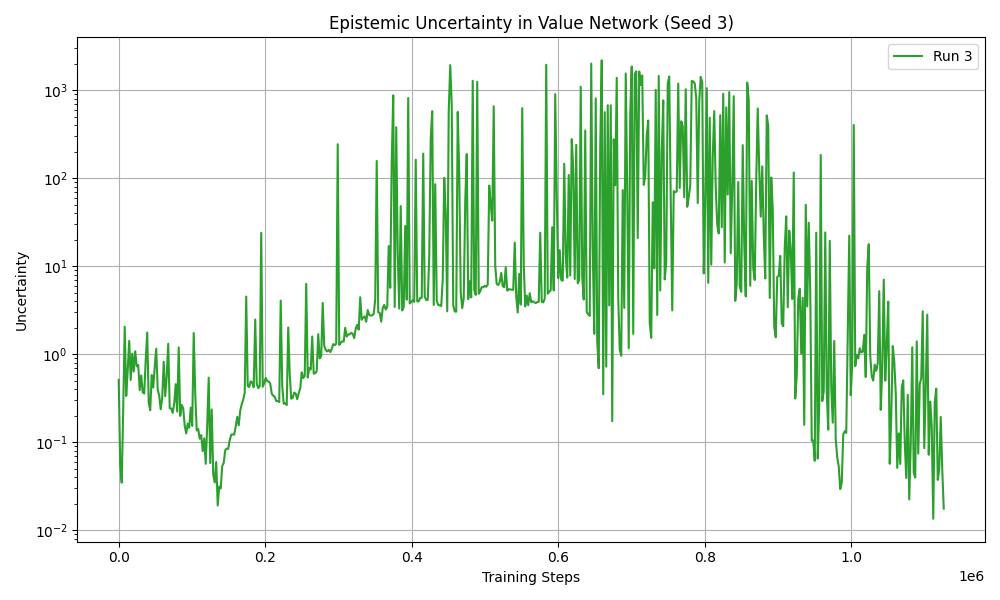 Epistemic Uncertainty in Value Network (Seed 3)
Run 3
Uncertainty
10³
10²
10¹
10⁰
10⁻¹
10⁻²
0.0 0.2 0.4 0.6 0.8 1.0
1e6
Training Steps